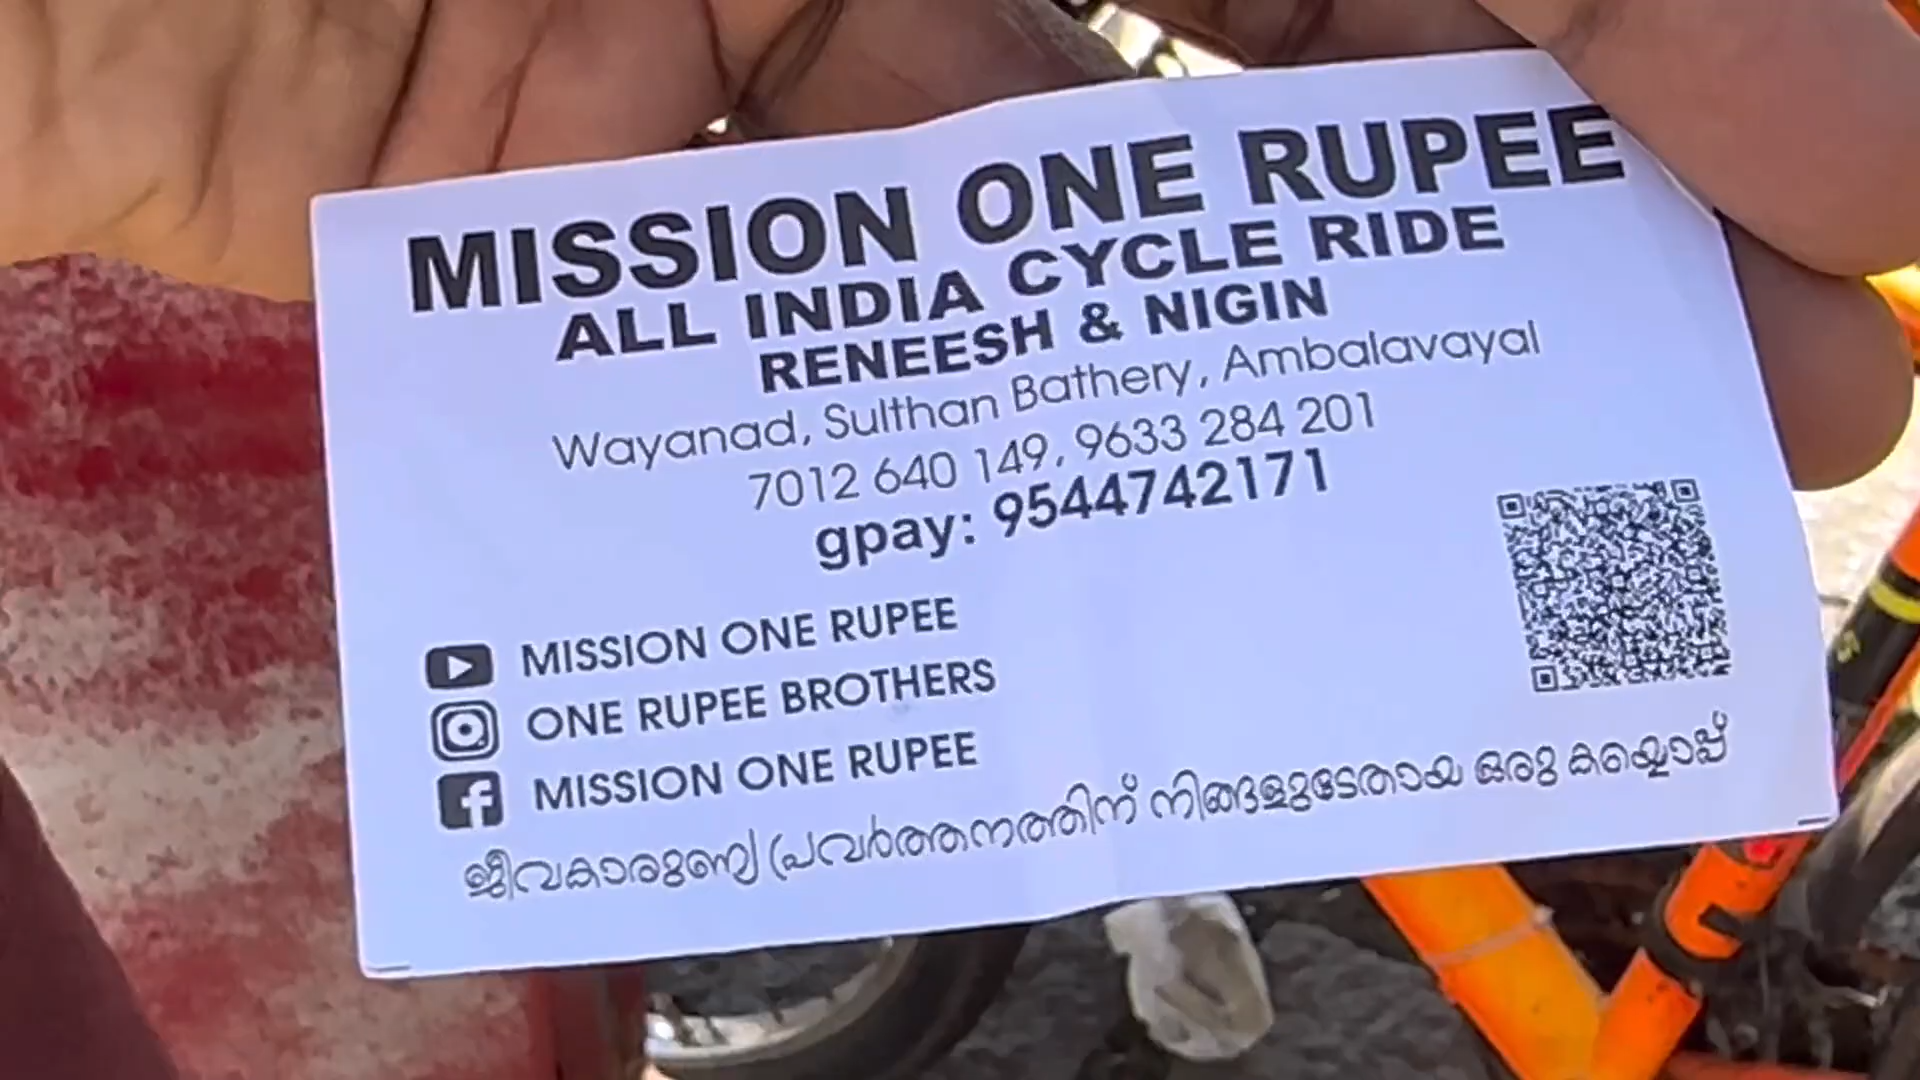 MISSION ONE RUPEE
ALL INDIA CYCLE RIDE
RENEESH & NIGIN
Wayanad, Sulthan Bathery, Ambalavayal
7012 640 149, 9633 284 201
gpay: 9544742171
MISSION ONE RUPEE
ONE RUPEE BROTHERS
MISSION ONE RUPEE
ജീവകാരുണ്യ പ്രവർത്തനത്തിന് നിങ്ങളുടേതായ ഒരു കയ്യൊപ്പ്